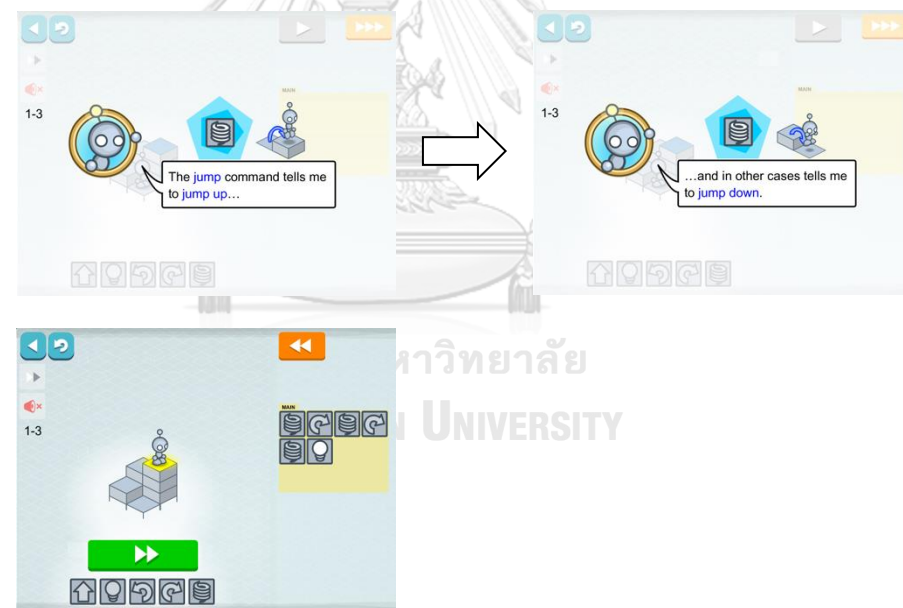 1-3
MAIN
The jump command tells me
to jump up…
1-3
MAIN
…and in other cases tells me
to jump down.
1-3
MAIN
หาวิทยาลัย
UNIVERSITY